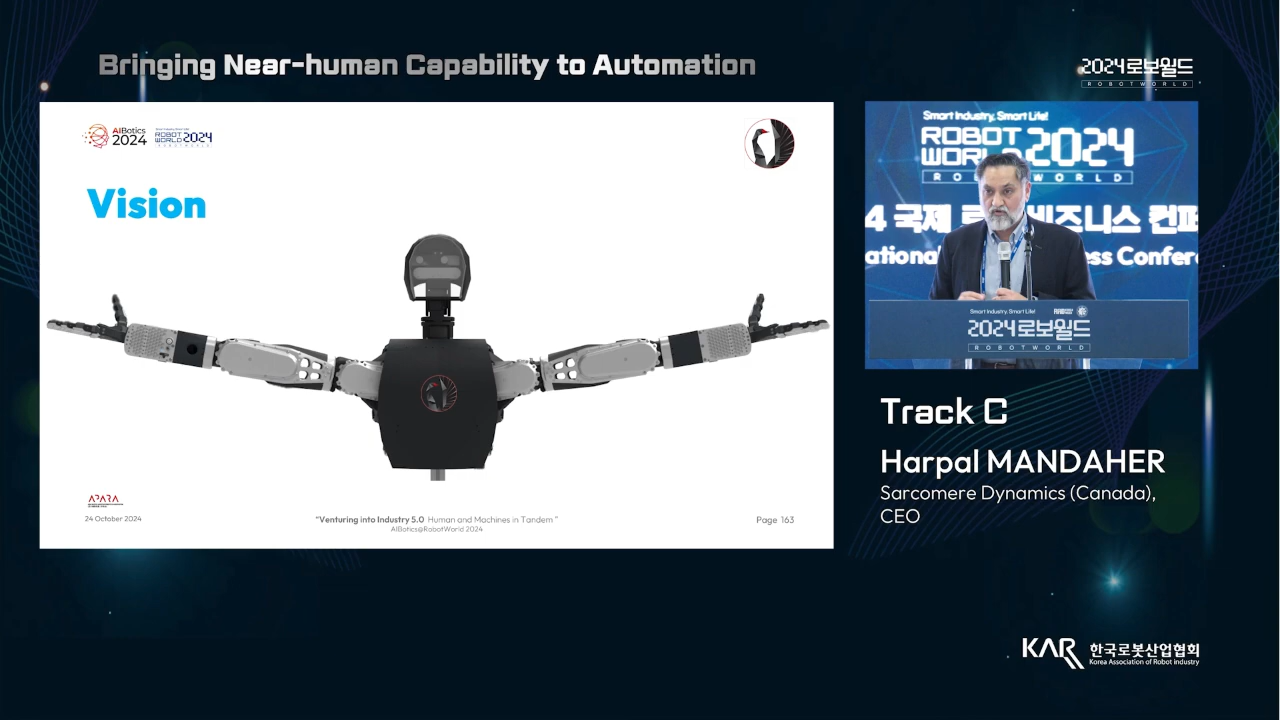 Bringing Near-human Capability to Automation
2024로보월드
ROBOTWORLD
AIBotics
2024
ROBOT
WORLD 2024
ROBOTWORLD
Vision
APARA
24 October 2024
"Venturing into Industry 5.0 Human and Machines in Tandem "
AIBotics@RobotWorld 2024
Page 163
Smart Industry, Smart Life!
ROBOT
WORLD 2024
4 국제 로 비즈니스 컨퍼
ational ess Confer
Smart Industry, Smart Life!
2024로보월드
ROBOTWORLD
Track C
Harpal MANDAHER
Sarcomere Dynamics (Canada),
CEO
KAR 한국로봇산업협회
Korea Association of Robot Industry